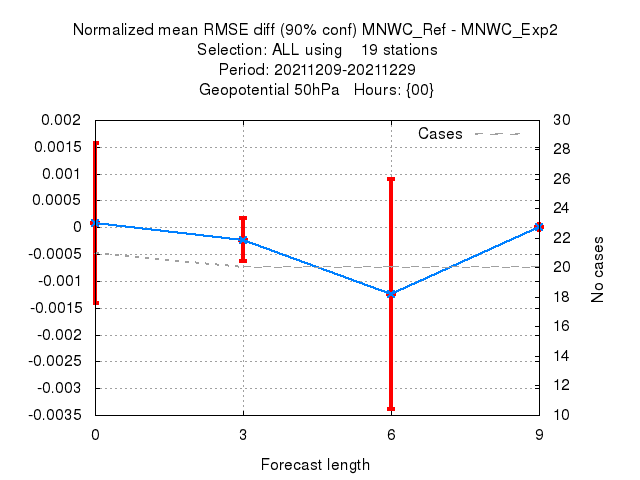 Normalized mean RMSE diff (90% conf) MNWC_Ref - MNWC_Exp2
Selection: ALL using    19 stations
Period: 20211209-20211229
Geopotential 50hPa   Hours: {00}
Cases
0.002
0.0015
0.001
0.0005
0
-0.0005
-0.001
-0.0015
-0.002
-0.0025
-0.003
-0.0035
30
28
26
24
22
20
18
16
14
12
10
No cases
0 3 6 9
Forecast length